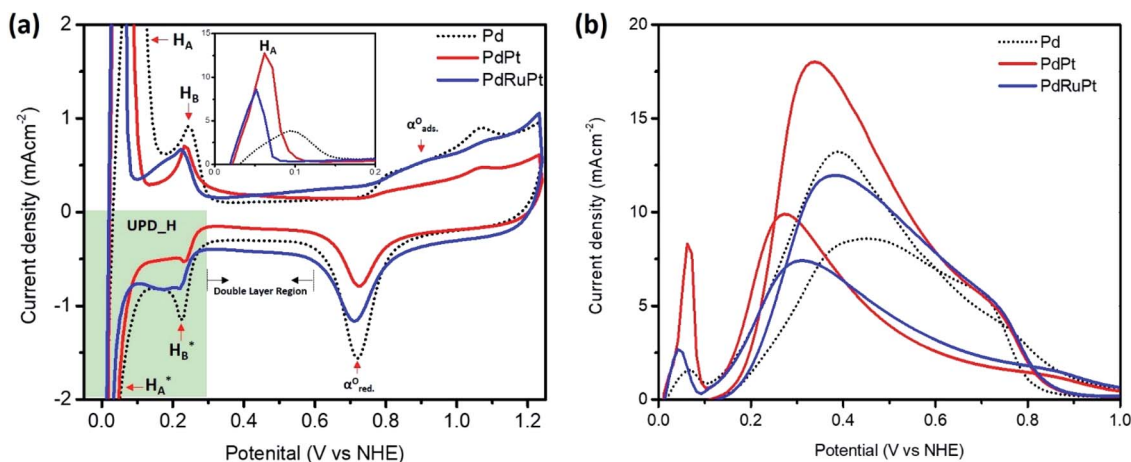 (a)
2
1
0
-1
-2
Current density (mAcm⁻²)
0.0 0.2 0.4 0.6 0.8 1.0 1.2
Potenital (V vs NHE)
H_A
H_B
15
10
5
0
0.0 0.1 0.2
H_A
Pd
PdPt
PdRuPt
α^O_ads.
UPD_H
Double Layer Region
H_B*
H_A*
α^O_red.
(b)
20
15
10
5
0
Current density (mAcm⁻²)
0.0 0.2 0.4 0.6 0.8 1.0
Potential (V vs NHE)
Pd
PdPt
PdRuPt